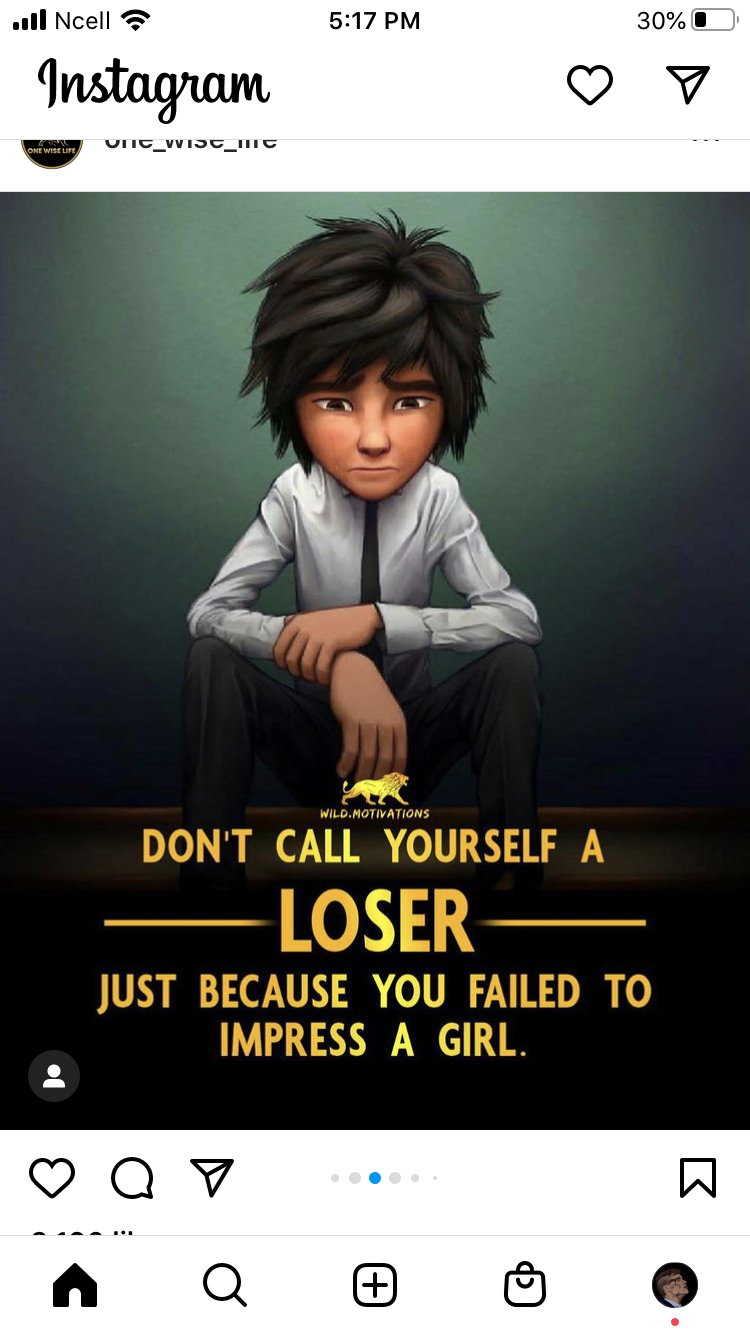 Ncell
5:17 PM
30%
Instagram
ONE WISE LIFE
one_wise_life
WILD.MOTIVATIONS
DON'T CALL YOURSELF A
LOSER
JUST BECAUSE YOU FAILED TO
IMPRESS A GIRL.